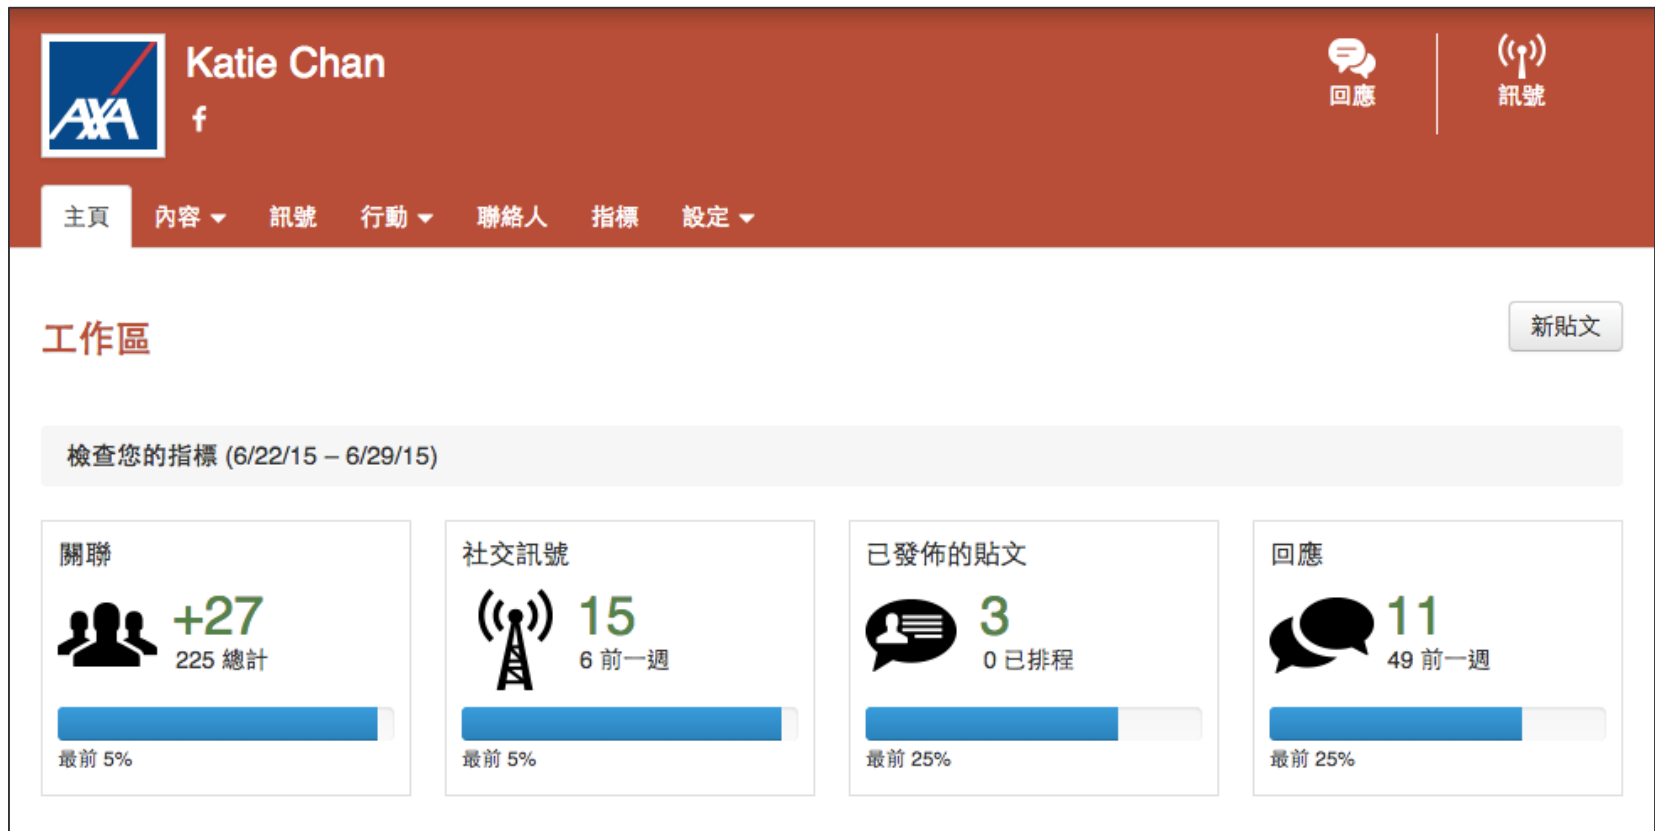 AXA
Katie Chan
f
回應
訊號
主頁
內容
訊號
行動
聯絡人
指標
設定
工作區
新貼文
檢查您的指標 (6/22/15 – 6/29/15)
關聯
+27
225 總計
最前 5%
社交訊號
15
6 前一週
最前 5%
已發佈的貼文
3
0 已排程
最前 25%
回應
11
49 前一週
最前 25%